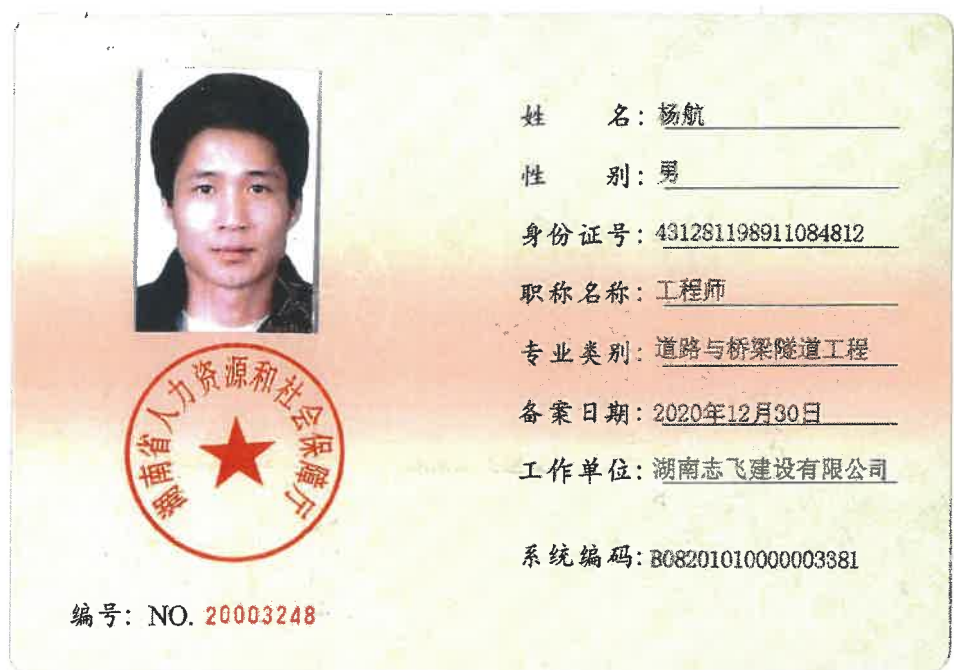 姓 名：杨航
性 别：男
身份证号：431281198911084812
职称名称：工程师
专业类别：道路与桥梁隧道工程
备案日期：2020年12月30日
工作单位：湖南志飞建设有限公司
系统编码：B08201010000003381
湖南省人力资源和社会保障厅
编号：NO. 20003248